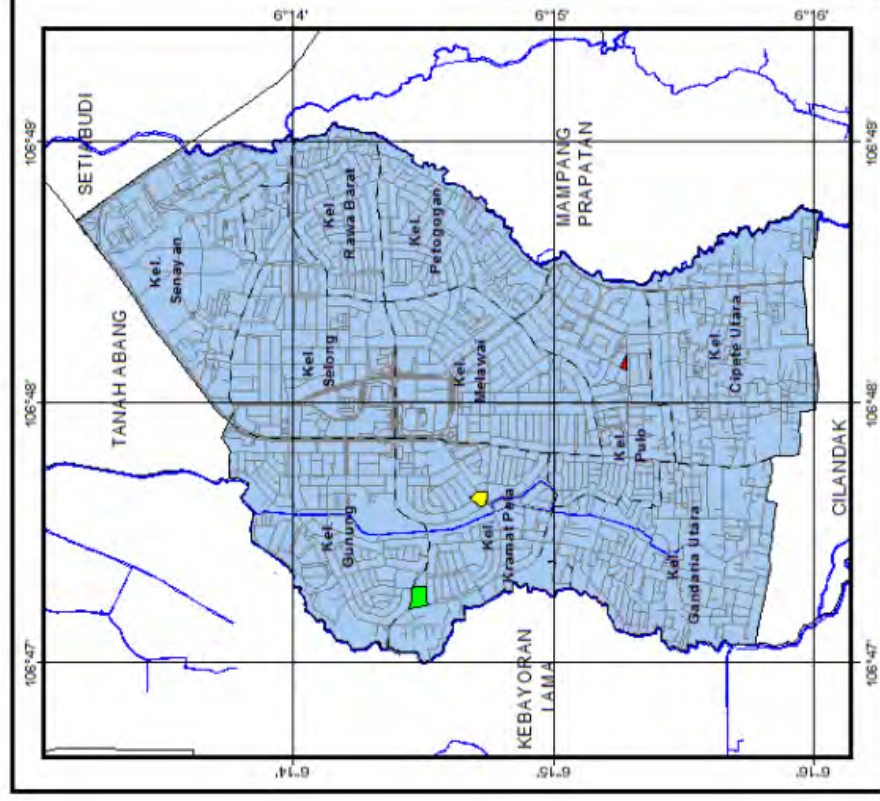 6°14'
6°15'
6°16'
106°49'
106°48'
106°47'
SETIABUDI
TANAH ABANG
MAMPANG
PRAPATAN
KEBAYORAN
LAMA
CILANDAK
Kel.
Senayan
Kel.
Rawa Barat
Kel.
Petogogan
Kel.
Selong
Kel.
Melawai
Kel.
Cipete Utara
Kel.
Pulo
Kel.
Gunung
Kel.
Kramat Pela
Kel.
Gandaria Utara
106°49'
106°48'
106°47'
6°14'
6°15'
6°16'